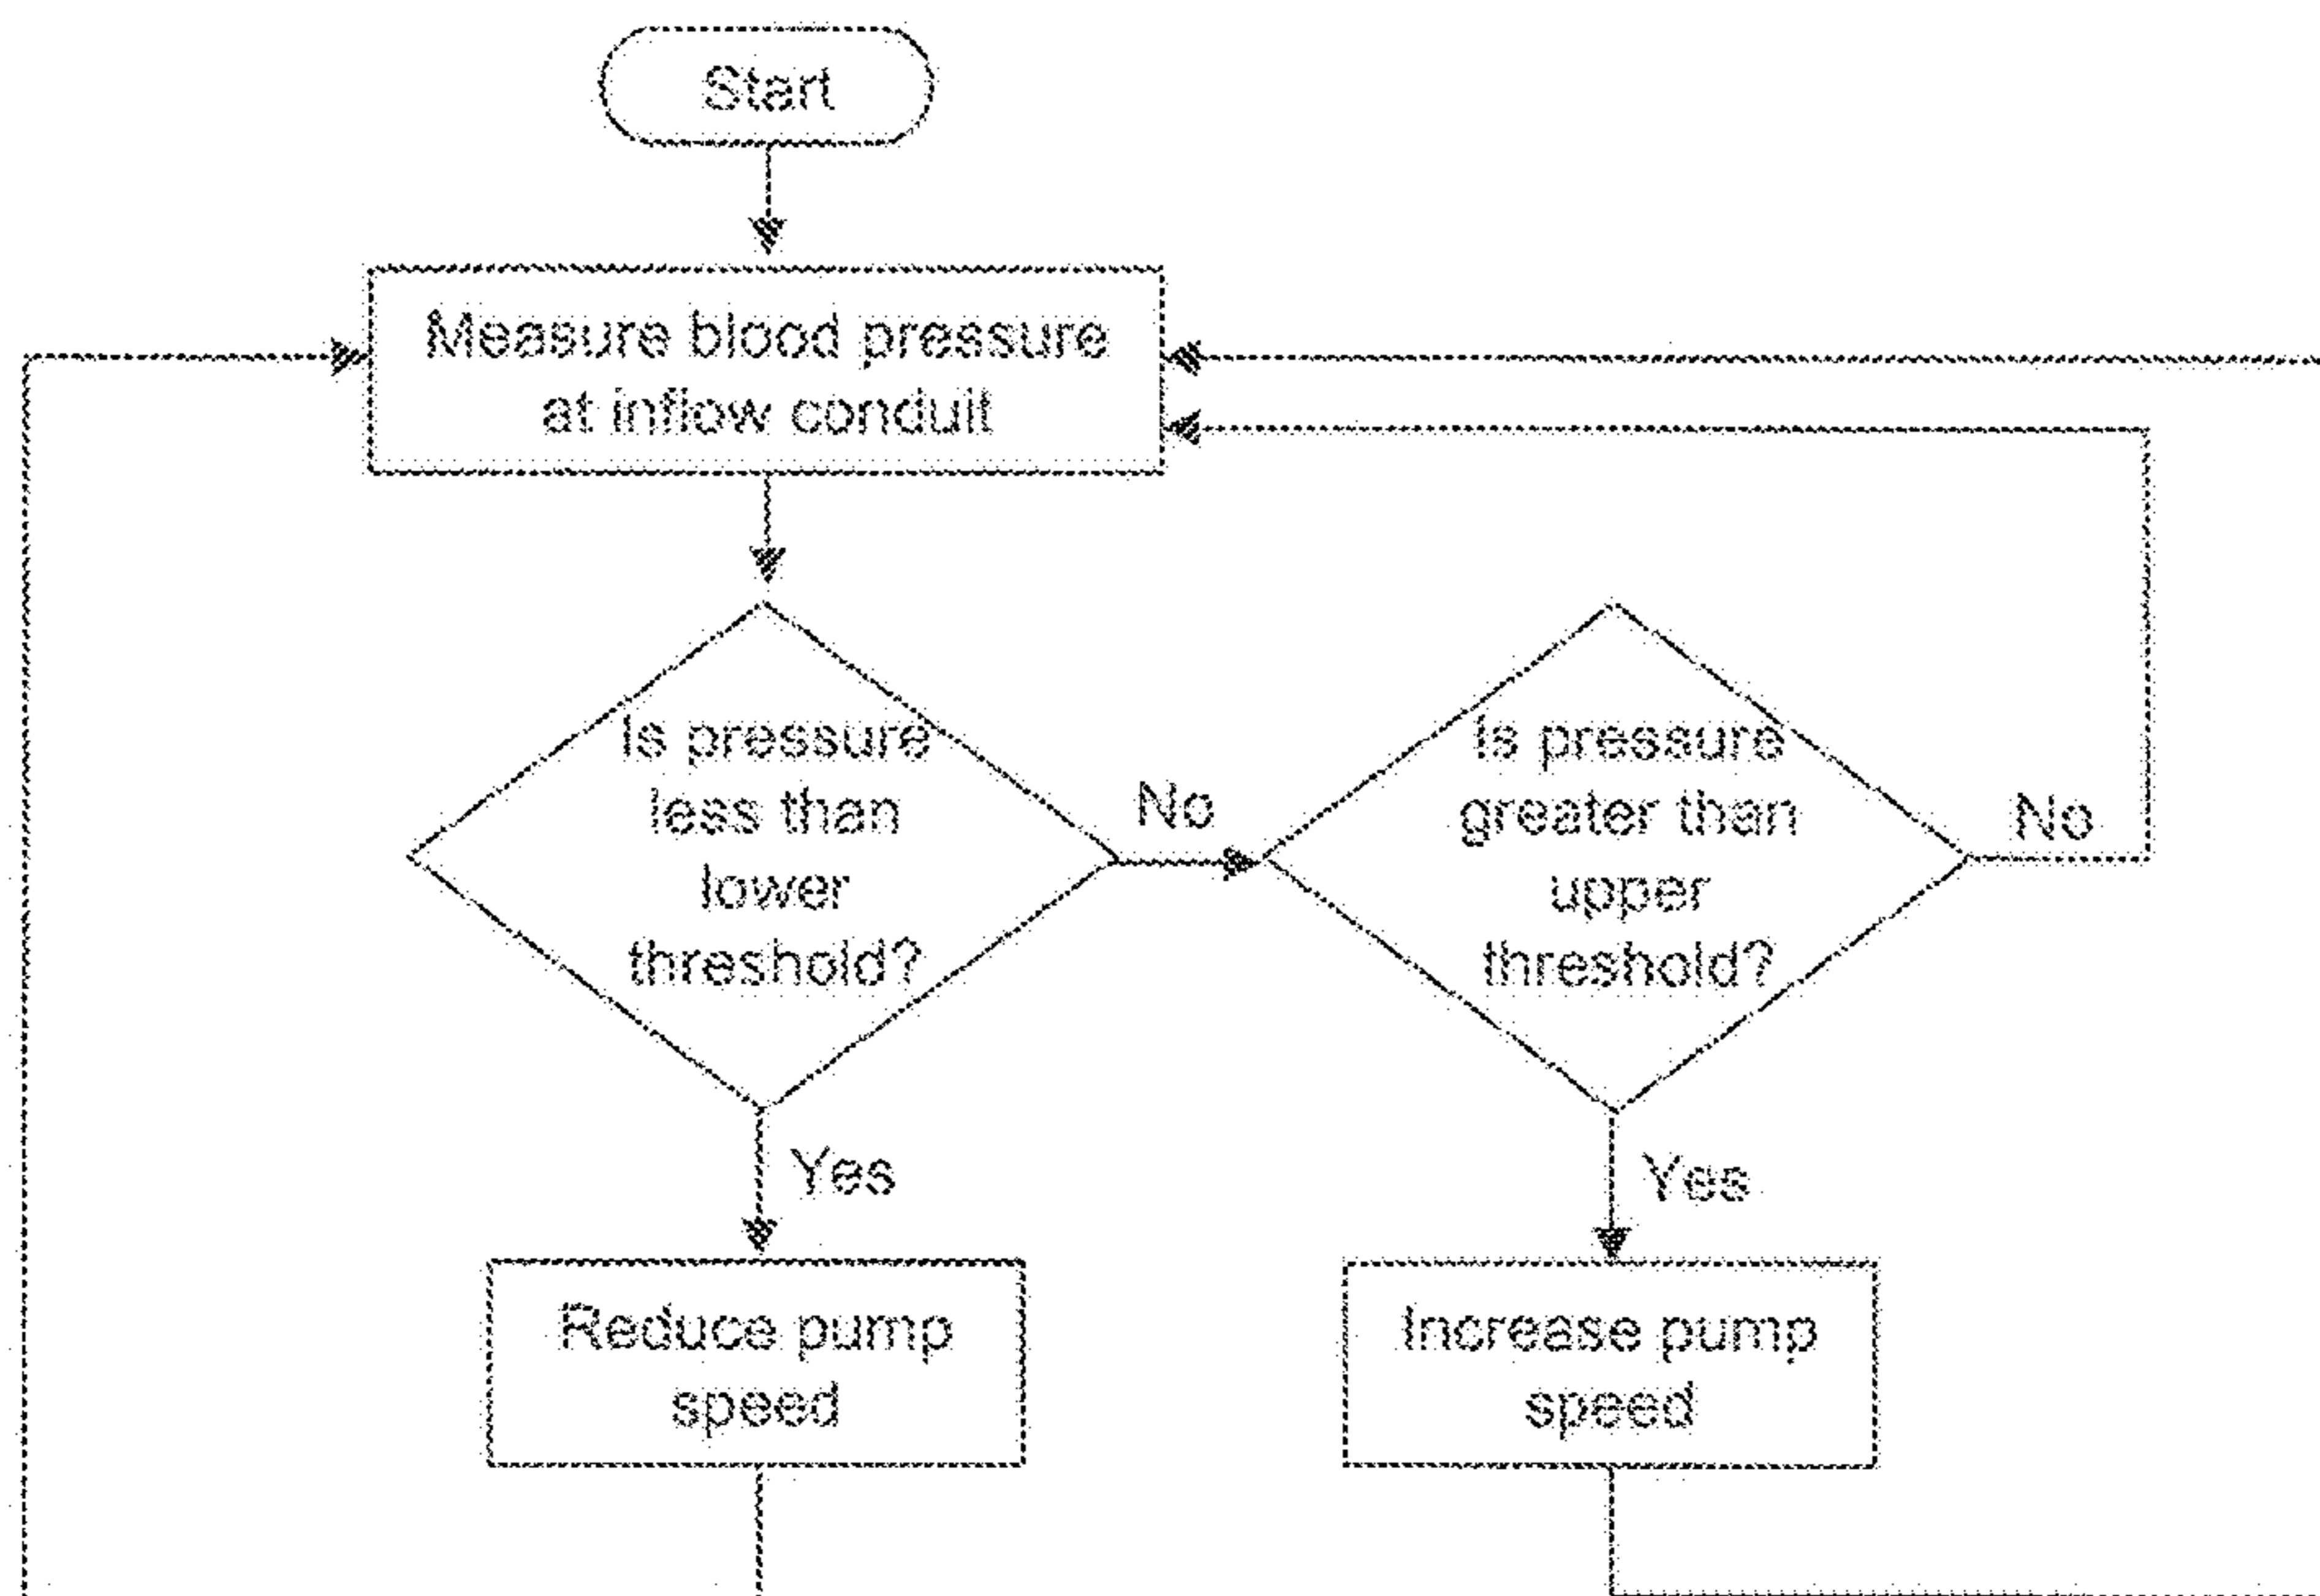 Start
Measure blood pressure
at inflow conduit
Is pressure
less than
lower
threshold?
No
Is pressure
greater than
upper
threshold?
No
Yes
Yes
Reduce pump
speed
Increase pump
speed